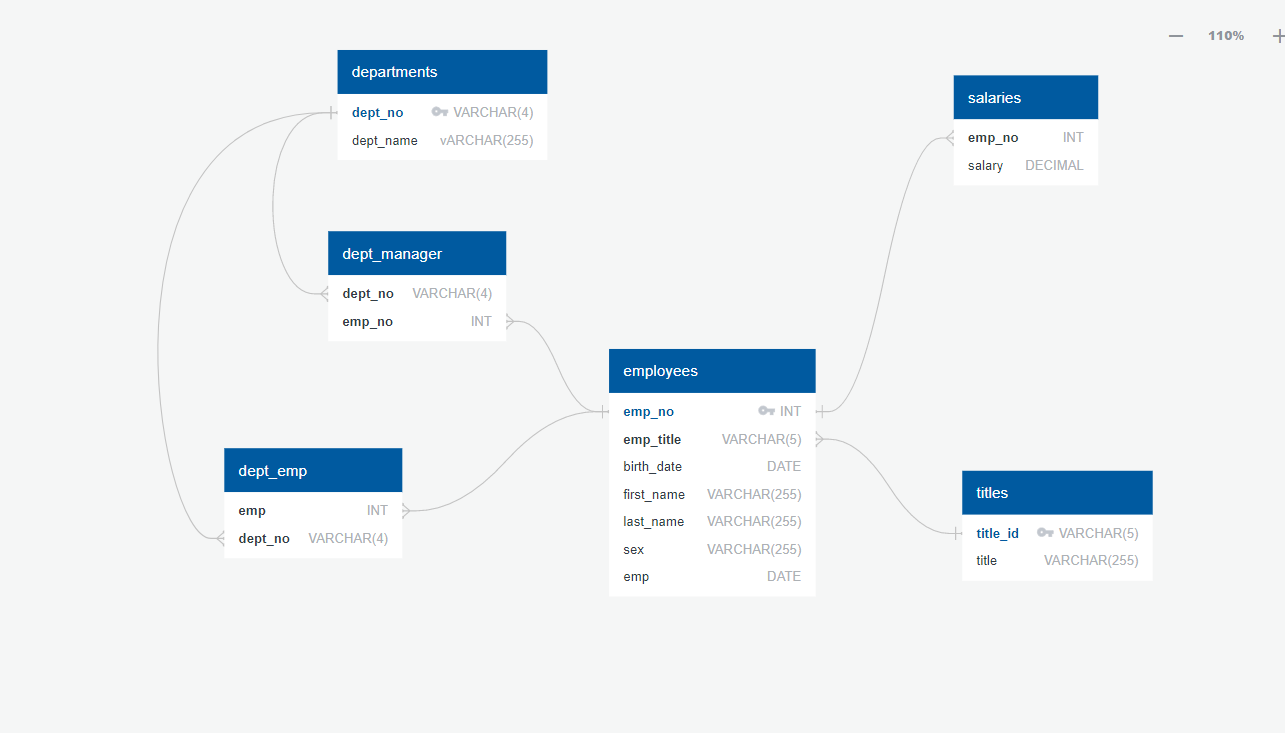 110%
departments
dept_no VARCHAR(4)
dept_name vARCHAR(255)
salaries
emp_no INT
salary DECIMAL
dept_manager
dept_no VARCHAR(4)
emp_no INT
employees
emp_no INT
emp_title VARCHAR(5)
birth_date DATE
first_name VARCHAR(255)
last_name VARCHAR(255)
sex VARCHAR(255)
emp DATE
dept_emp
emp INT
dept_no VARCHAR(4)
titles
title_id VARCHAR(5)
title VARCHAR(255)